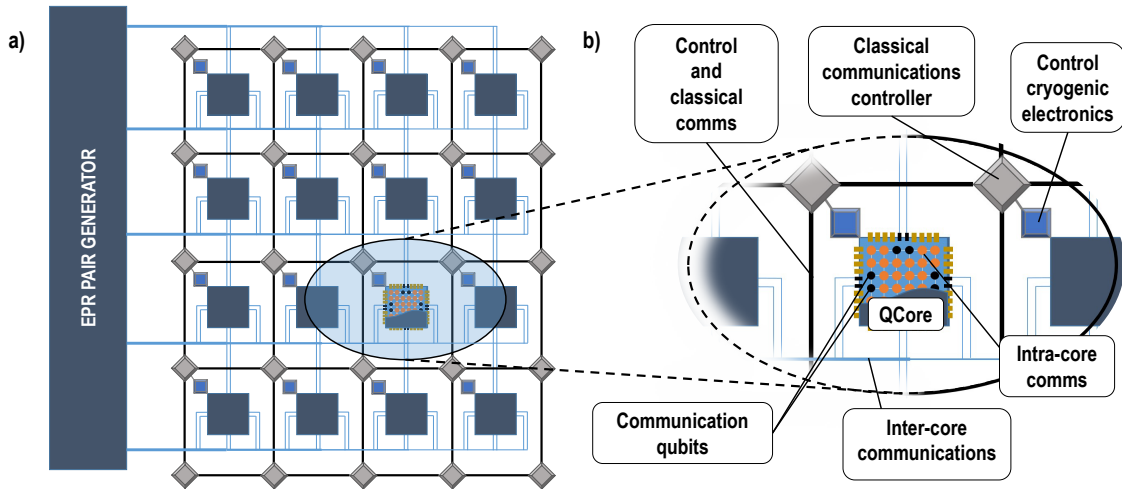 a)
EPR PAIR GENERATOR
b)
Control
and
classical
comms
Classical
communications
controller
Control
cryogenic
electronics
QCore
Intra-core
comms
Communication
qubits
Inter-core
communications